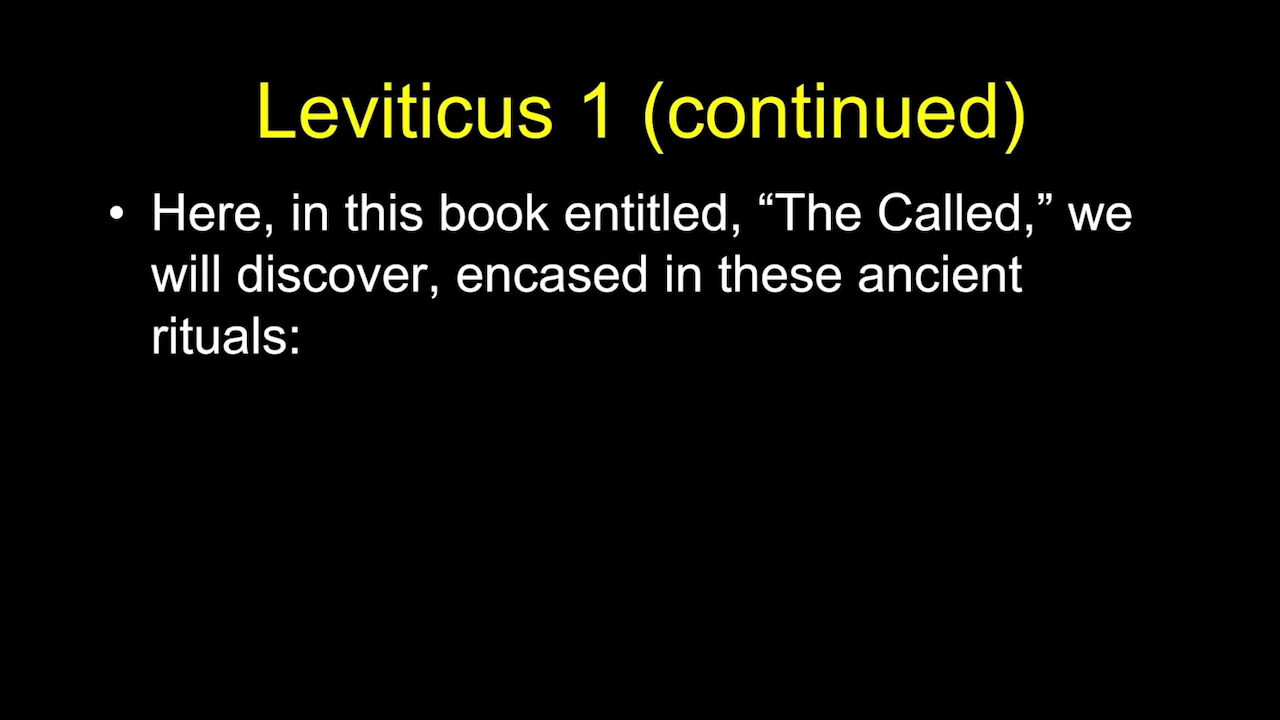 Leviticus 1 (continued)
• Here, in this book entitled, “The Called,” we
will discover, encased in these ancient
rituals: